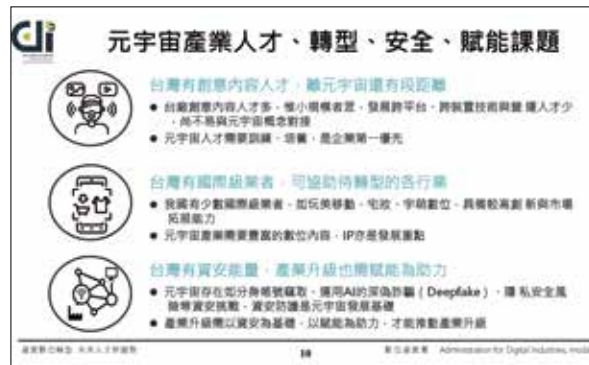 cdi
元宇宙產業人才、轉型、安全、賦能課題
台灣有創意內容人才，離元宇宙還有段距離
● 台廠創意內容人才多，惟小規模者眾，發展跨平台、跨裝置技術與營 運人才少
，尚不易與元宇宙概念對接
● 元宇宙人才需要訓練、培養，是企業第一優先
台灣有國際級業者，可協助待轉型的各行業
● 我國有少數國際級業者，如玩美移動、宅妝、宇萌數位，具備較高創 新與市場
拓展能力
● 元宇宙產業需要豐富的數位內容，IP亦是發展重點
台灣有資安能量，產業升級也需賦能為助力
● 元宇宙存在如分身帳號竊取、運用AI的深偽詐騙（Deepfake）、隱 私安全風
險等資安挑戰，資安防護是元宇宙發展基礎
● 產業升級需以資安為基礎，以賦能為助力，才能推動產業升級
10
數位產業署 Administration for Digital Industries, moda